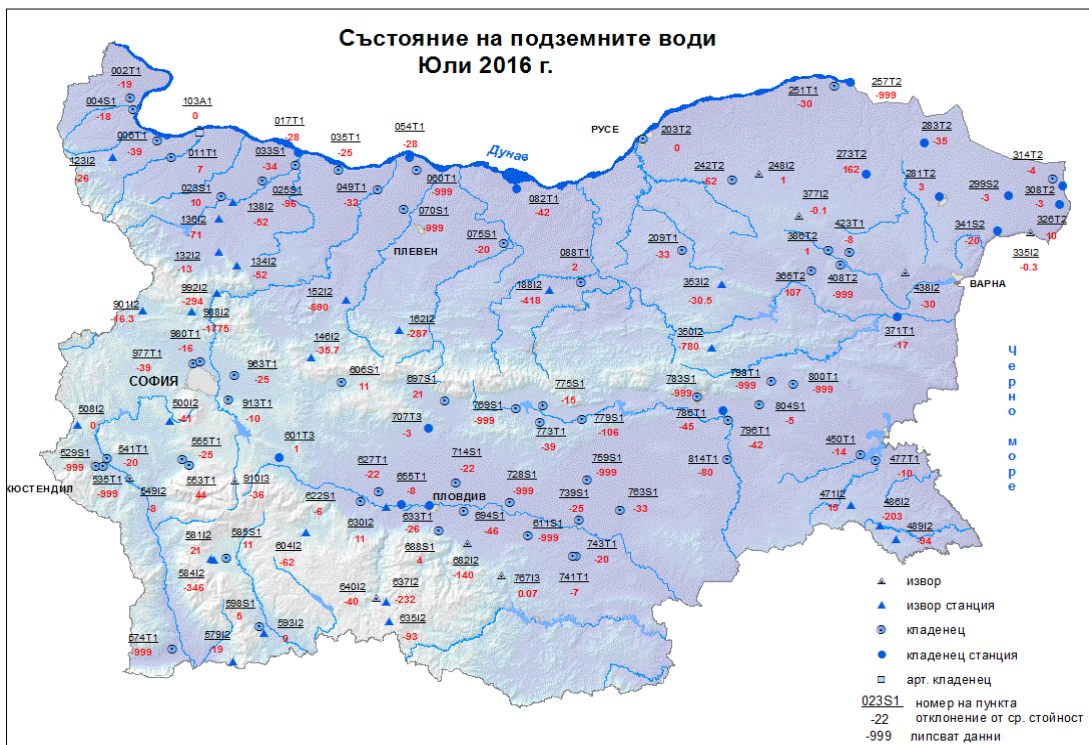 Състояние на подземните води
Юли 2016 г.
002T1
-19
004S1
-18
103A1
0
006T1
-39
011T1
7
123I2
-26
017T1
-28
033S1
-34
035T1
-25
054T1
-28
028S1
10
025S1
-96
138I2
-52
136I2
-71
049T1
-32
060T1
-999
070S1
-999
Дунав
082T1
-42
РУСЕ
203T2
0
251T1
-30
257T2
-999
283T2
-35
242T2
-62
248I2
1
273T2
162
281T2
3
299S2
-3
314T2
-4
308T2
-3
326T2
10
335I2
-0.3
377I2
-0.1
423T1
-8
386T2
1
341S2
-20
ПЛЕВЕН
075S1
-20
088T1
2
209T1
-33
132I2
-13
134I2
-52
992I2
-294
988I2
-1775
901I2
-16.3
152I2
-890
188I2
-418
353I2
-30.5
365T2
107
408T2
-999
438I2
-30
ВАРНА
162I2
-287
146I2
-35.7
350I2
-780
371T1
-17
980T1
-16
977T1
-39
СОФИЯ
963T1
-25
606S1
11
697S1
21
775S1
-15
783S1
-999
793T1
-999
800T1
-999
508I2
0
500I2
-41
913T1
-10
707T3
-3
769S1
-999
773T1
-39
779S1
-106
786T1
-45
796T1
-42
804S1
-5
Черно море
529S1
-999
541T1
-20
555T1
-25
601T3
1
627T1
-22
714S1
-22
759S1
-999
814T1
-80
450T1
-14
477T1
-10
КЮСТЕНДИЛ
535T1
-999
549I2
-8
553T1
44
910I3
-36
622S1
-6
655T1
-8
ПЛОВДИВ
728S1
-999
739S1
-25
763S1
-33
471I2
15
486I2
-203
489I2
-94
581I2
21
585S1
11
604I2
-62
630I2
11
633T1
-26
694S1
-46
611S1
-999
688S1
4
682I2
-140
743T1
-20
584I2
-346
640I2
-40
637I2
-232
767I3
0.07
741T1
-7
598S1
5
593I2
9
635I2
-93
574T1
-999
579I2
-19
извор
извор станция
кладенец
кладенец станция
арт. кладенец
023S1 номер на пункта
-22 отклонение от ср. стойност
-999 липсват данни